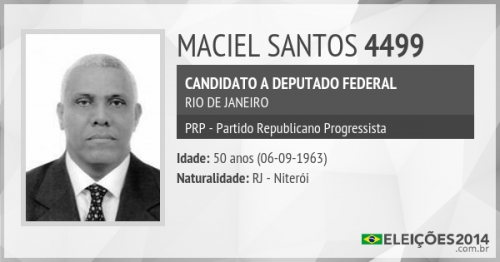 MACIEL SANTOS 4499
CANDIDATO A DEPUTADO FEDERAL
RIO DE JANEIRO
PRP - Partido Republicano Progressista
Idade: 50 anos (06-09-1963)
Naturalidade: RJ - Niterói
ELEIÇÕES2014
.com.br